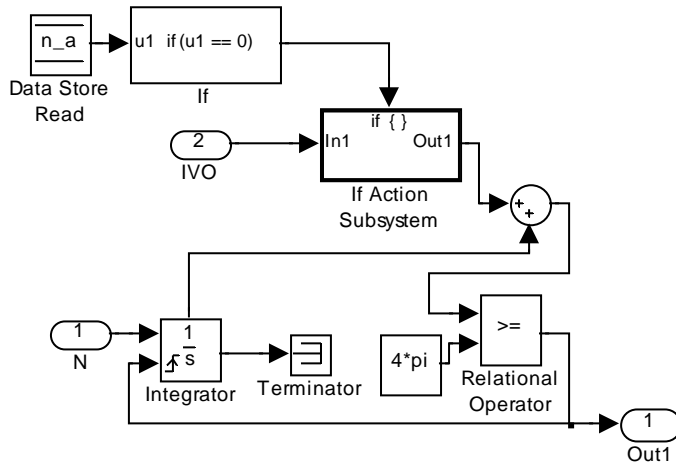 n_a
Data Store
Read
u1 if(u1 == 0)
If
if { }
In1 Out1
If Action
Subsystem
2
IVO
+
+
1
N
1
s
Integrator
Terminator
4*pi
>=
Relational
Operator
1
Out1